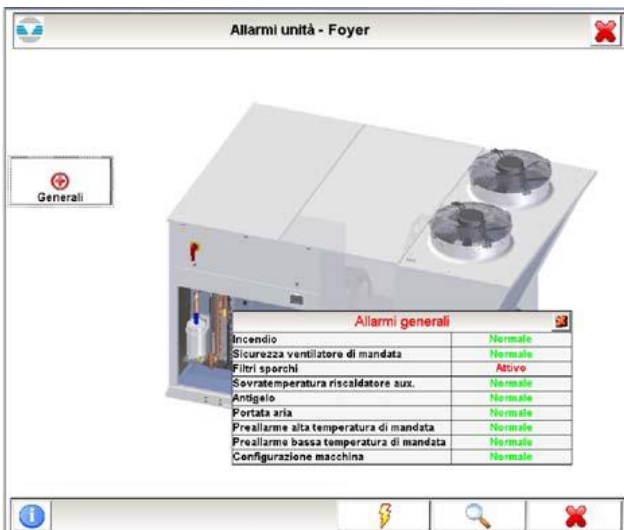 Allarmi unità - Foyer
Generali
Allarmi generali
Incendio Normale
Sicurezza ventilatore di mandata Normale
Filtri sporchi Attivo
Sovratemperatura riscaldatore aux. Normale
Antigelo Normale
Portata aria Normale
Preallarme alta temperatura di mandata Normale
Preallarme bassa temperatura di mandata Normale
Configurazione macchina Normale